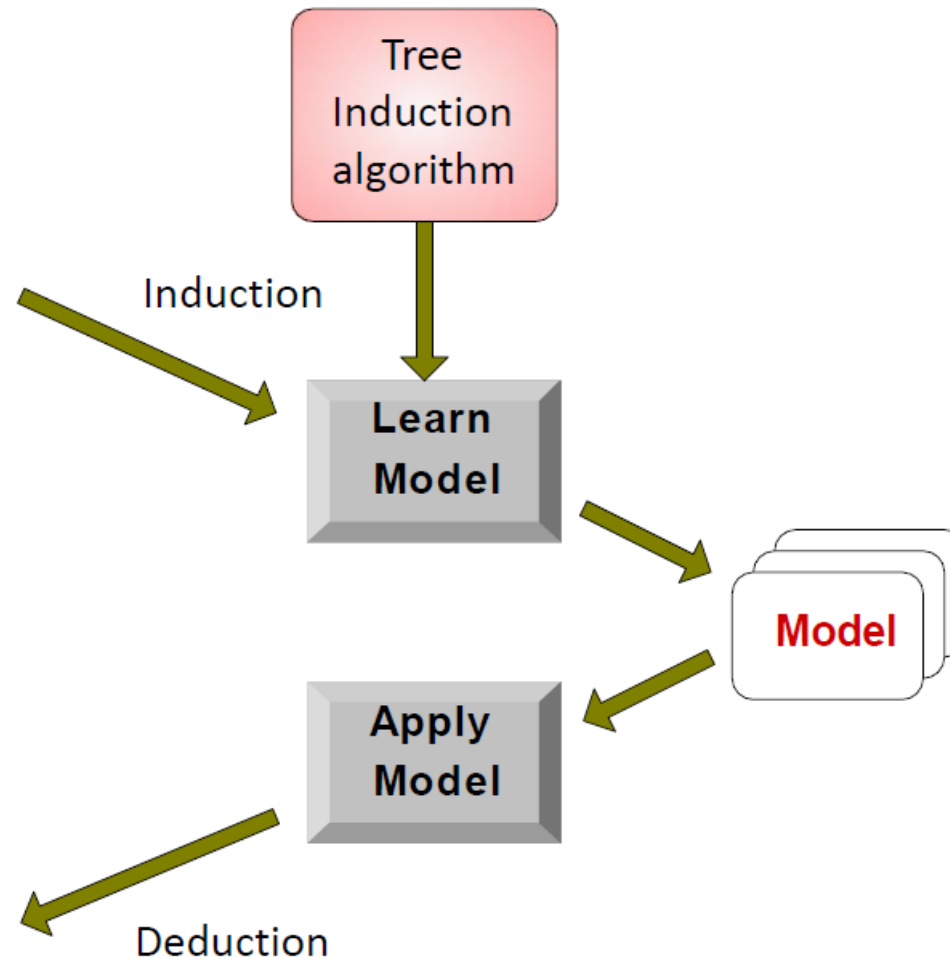 Tree
Induction
algorithm
Induction
Learn
Model
Model
Apply
Model
Deduction